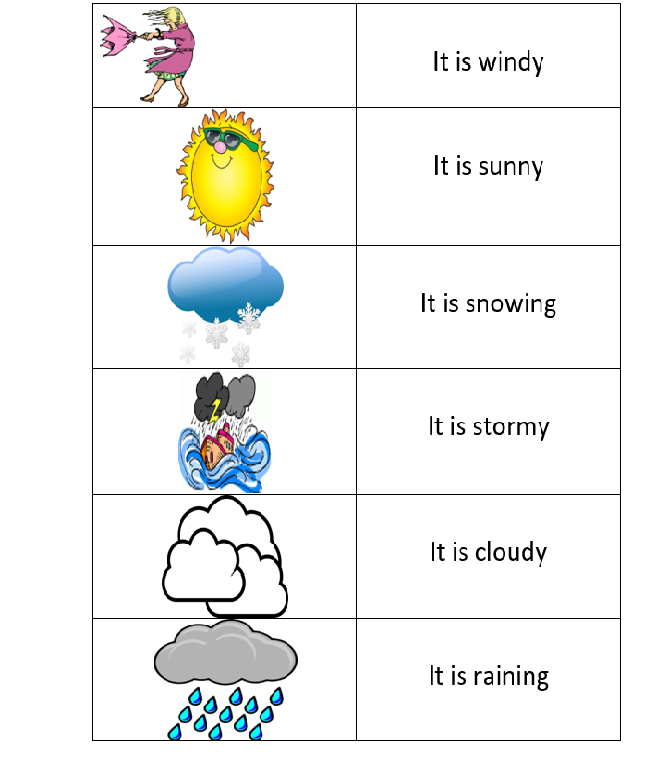 It is windy
It is sunny
It is snowing
It is stormy
It is cloudy
It is raining